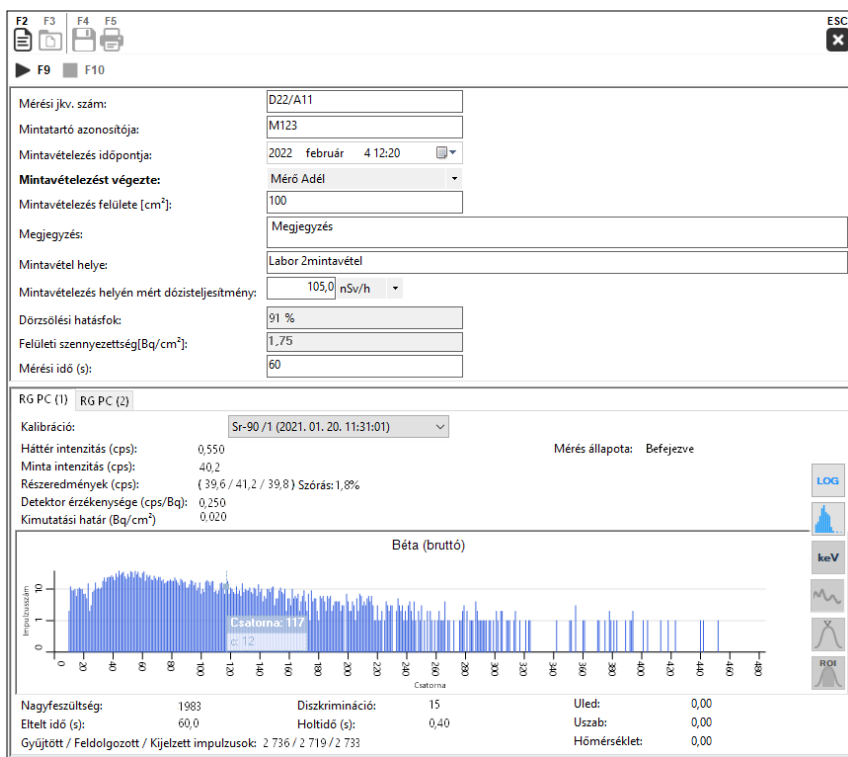 F2 F3 F4 F5 ESC
F9 F10
Mérési jkv. szám: D22/A11
Mintatartó azonosítója: M123
Mintavételezés időpontja: 2022 február 4 12:20
Mintavételezést végezte: Mérő Adél
Mintavételezés felülete [cm²]: 100
Megjegyzés: Megjegyzés
Mintavétel helye: Labor 2mintavétel
Mintavételezés helyén mért dózisteljesítmény: 105,0 nSv/h
Dörzsölési hatásfok: 91 %
Felületi szennyezettség[Bq/cm²]: 1,75
Mérési idő (s): 60
RG PC (1) RG PC (2)
Kalibráció: Sr-90 /1 (2021. 01. 20. 11:31:01)
Háttér intenzitás (cps): 0,550 Mérés állapota: Befejezve
Minta intenzitás (cps): 40,2
Részeredmények (cps): ( 39,6 / 41,2 / 39,8 ) Szórás: 1,8%
Detektor érzékenysége (cps/Bq): 0,250
Kimutatási határ (Bq/cm²) 0,020
LOG
keV
ROI
Béta (bruttó)
Impulzusszám
10
1
0
Csatorna: 117
α: 12
0 20 40 60 80 100 120 140 160 180 200 220 240 260 280 300 320 340 360 380 400 420 440 460 480
Csatorna
Nagyfeszültség: 1983 Diszkrimináció: 15 Uled: 0,00
Eltelt idő (s): 60,0 Holtidő (s): 0,40 Uszab: 0,00
Gyűjtött / Feldolgozott / Kijelzett impulzusok: 2 736 / 2 719 / 2 733 Hőmérséklet: 0,00